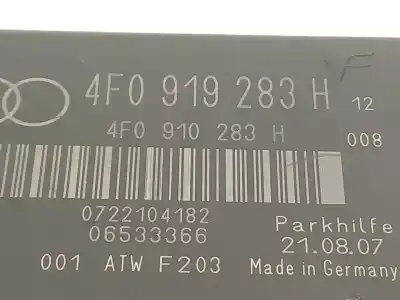 VF
4F0 919 283 H 12
4F0 910 283 H 008
0722104182
06533366
Parkhilfe
21.08.07
001 ATW F203
Made in Germany